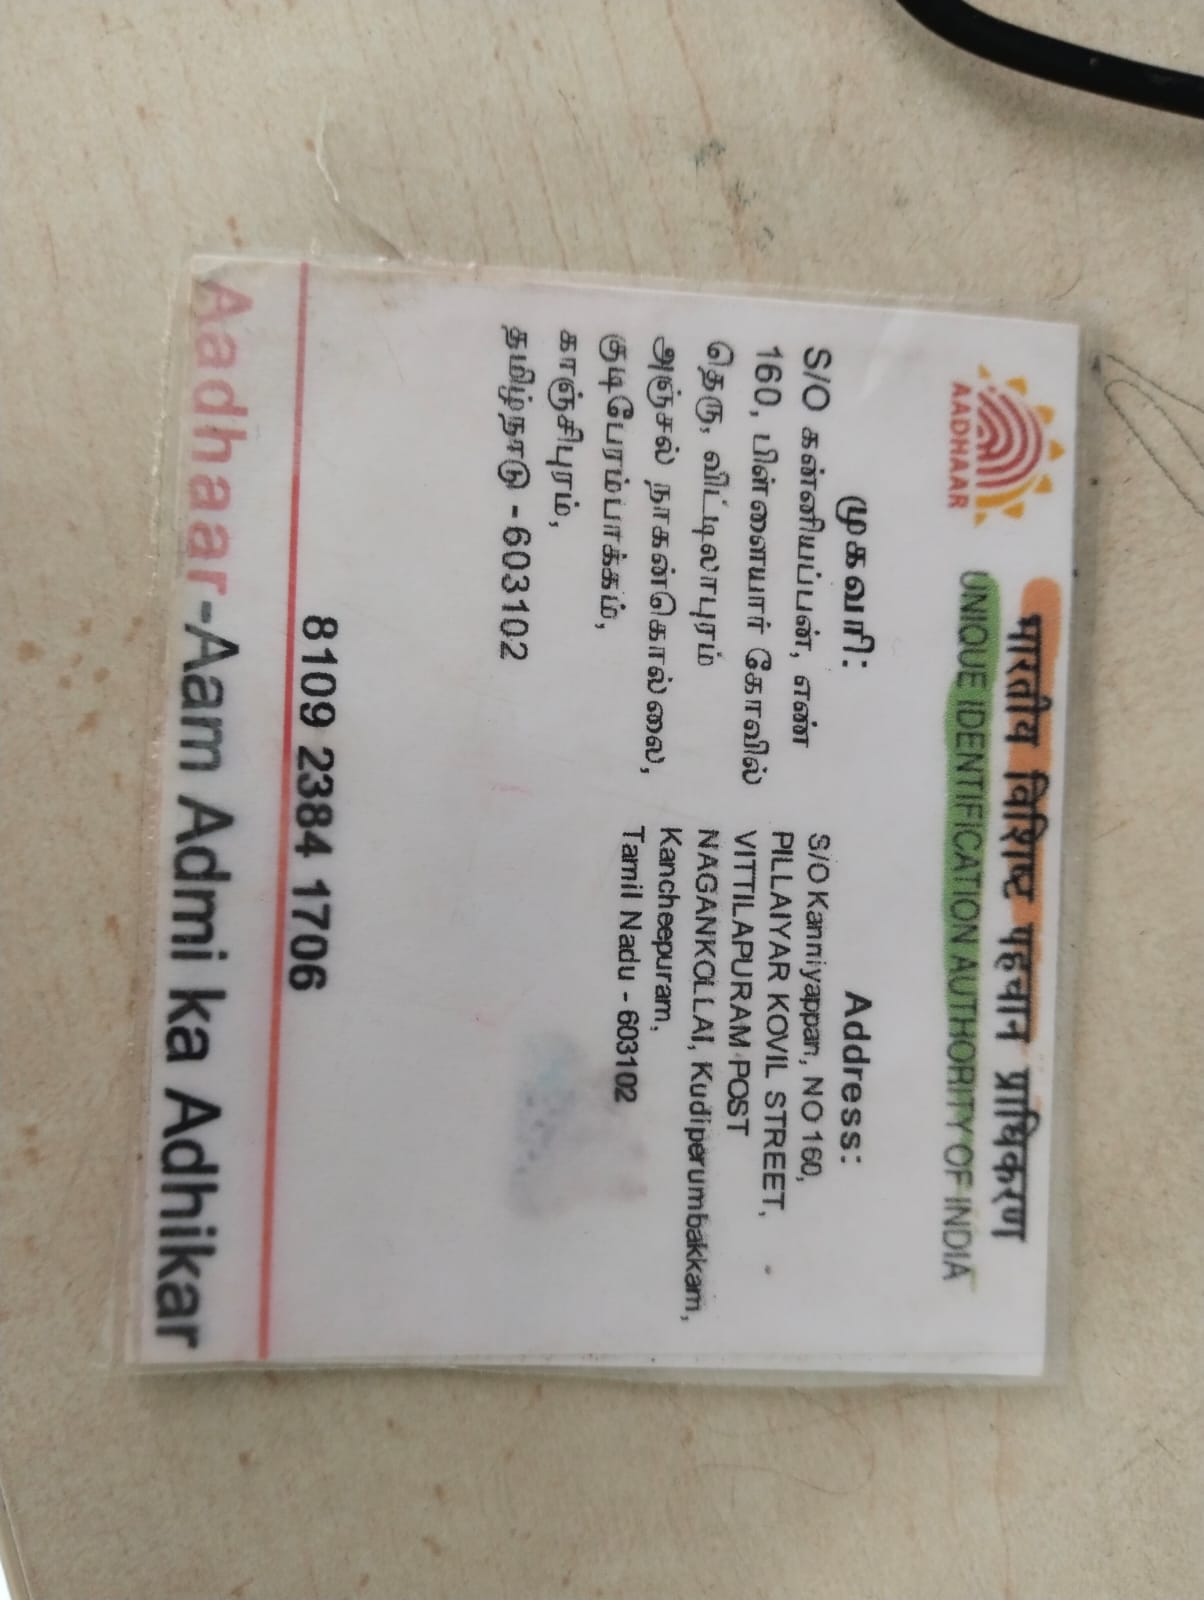 भारतीय विशिष्ट पहचान प्राधिकरण
UNIQUE IDENTIFICATION AUTHORITY OF INDIA
AADHAAR
முகவரி:
S/O கன்னியப்பன், எண்
160, பிள்ளையார் கோவில்
தெரு, விட்டிலாபுரம்
அஞ்சல் நாகன்கொல்லை,
குடிபேரம்பாக்கம்,
காஞ்சிபுரம்,
தமிழ்நாடு - 603102
Address:
S/O Kanniyappan, NO 160,
PILLAIYAR KOVIL STREET,
VITTILAPURAM POST
NAGANKOLLAI, Kudiperumbakkam,
Kancheepuram,
Tamil Nadu - 603102
8109 2384 1706
Aadhaar-Aam Admi ka Adhikar